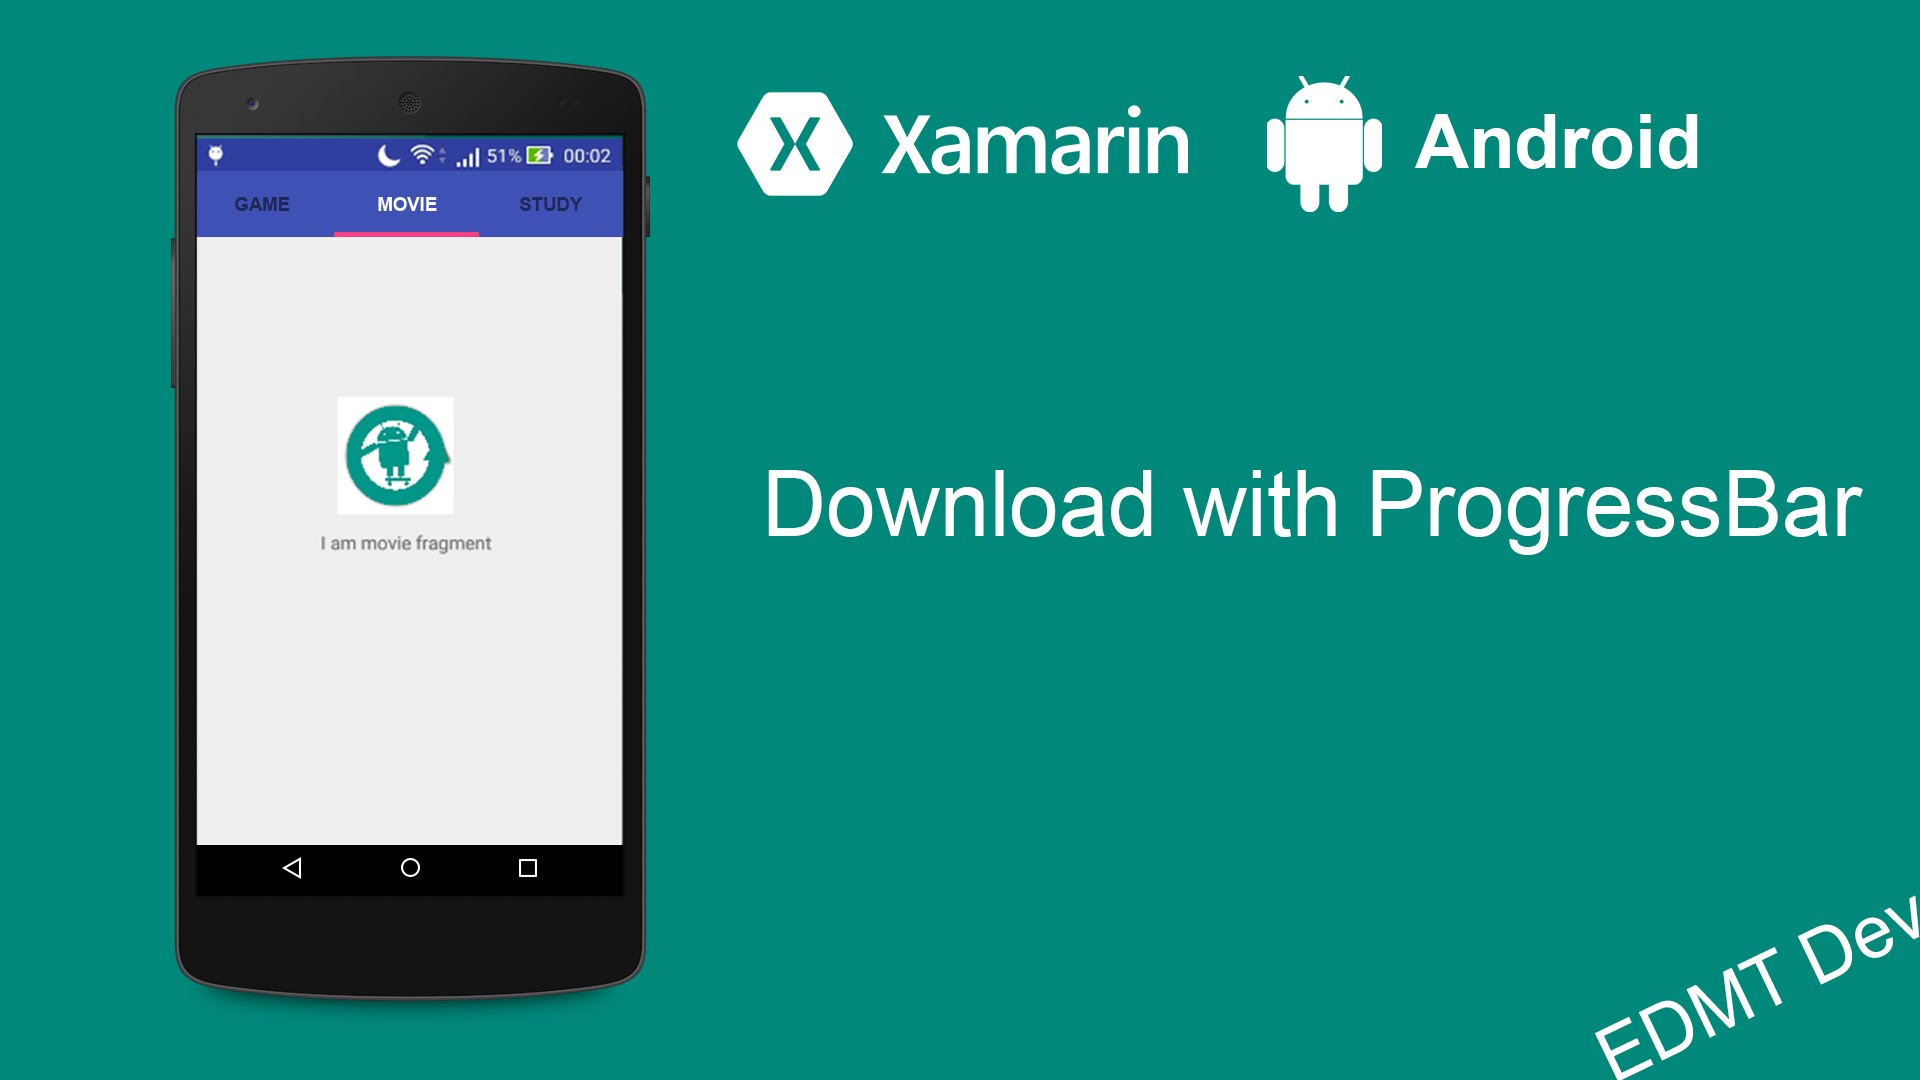 Xamarin
Android
51% 00:02
GAME MOVIE STUDY
I am movie fragment
Download with ProgressBar
EDMT Dev